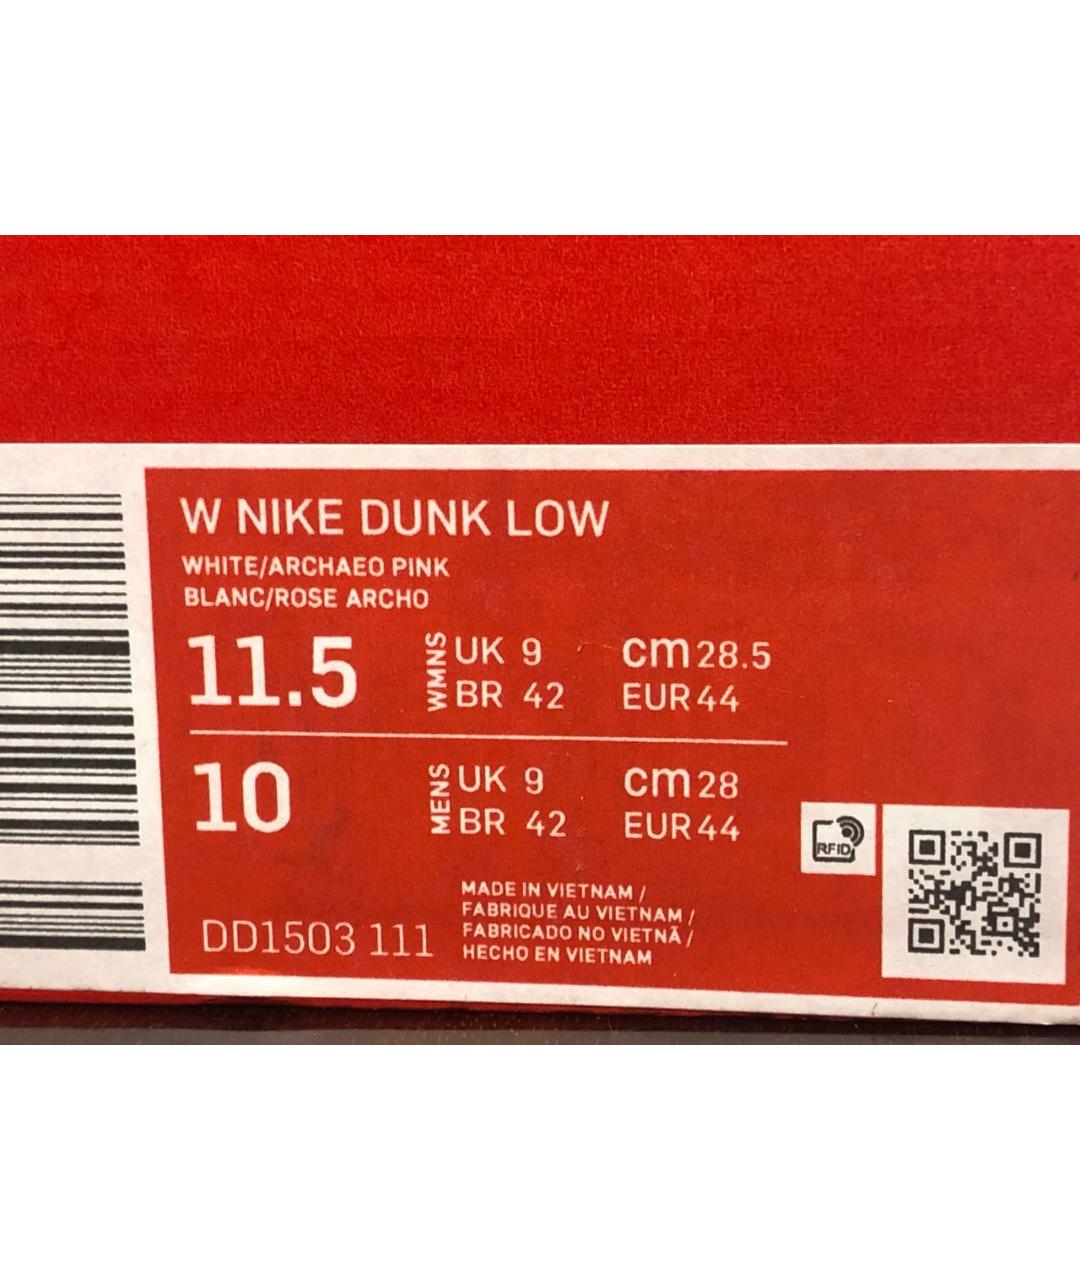 W NIKE DUNK LOW
WHITE/ARCHAEO PINK
BLANC/ROSE ARCHO
11.5 WMNS UK 9 cm 28.5
BR 42 EUR 44
10 MENS UK 9 cm 28
BR 42 EUR 44
RFID
MADE IN VIETNAM /
FABRIQUE AU VIETNAM /
FABRICADO NO VIETNÃ /
HECHO EN VIETNAM
DD1503 111